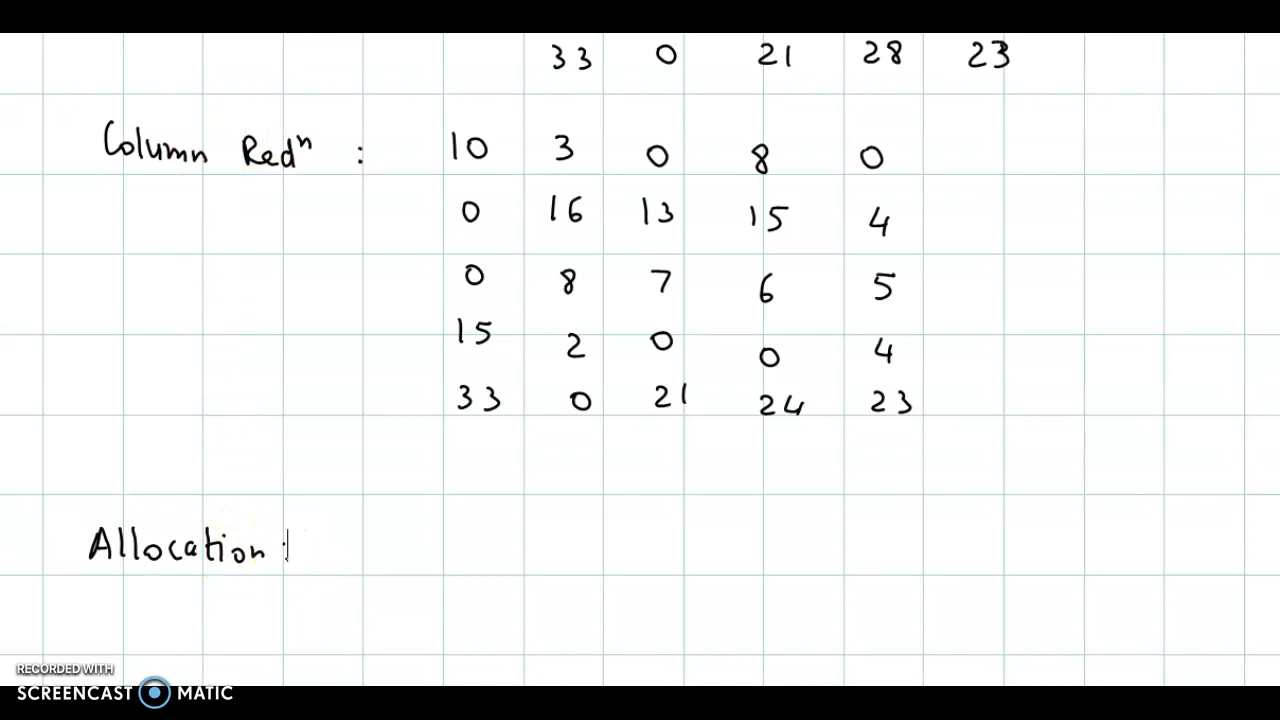 33 0 21 28 23
Column Redⁿ : 10 3 0 8 0
0 16 13 15 4
0 8 7 6 5
15 2 0 0 4
33 0 21 24 23
Allocation :
RECORDED WITH
SCREENCAST MATIC